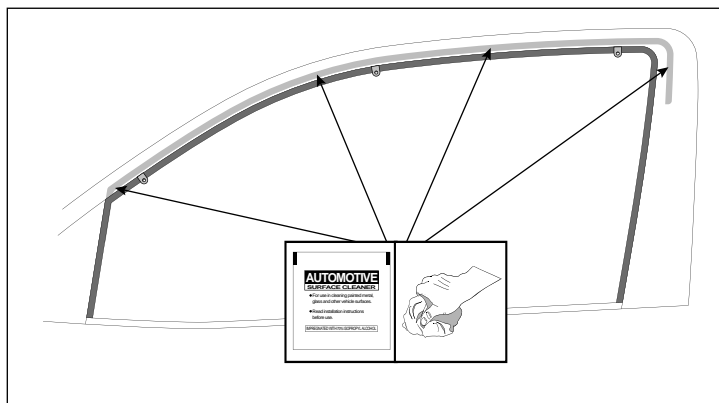 AUTOMOTIVE
SURFACE CLEANER
◆For use in cleaning painted metal,
glass and other vehicle surfaces.
◆Read installation instructions
before use.
IMPREGNATED WITH 70% ISOPROPYL ALCOHOL